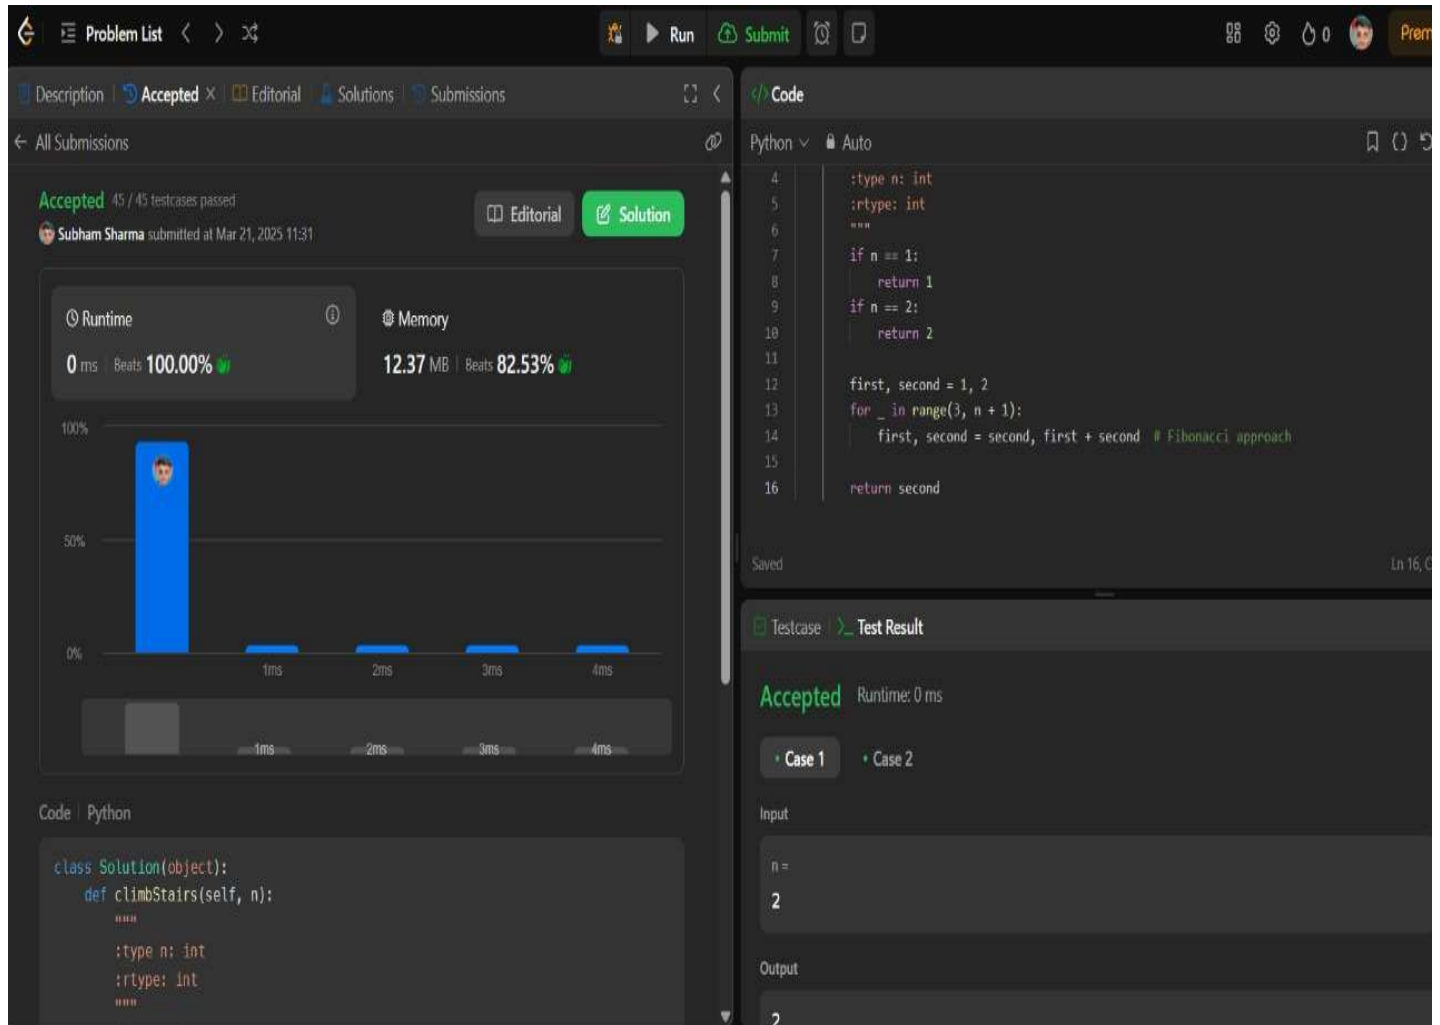 Problem List
Run
Submit
0
Prem
Description
Accepted
Editorial
Solutions
Submissions
All Submissions
Accepted 45 / 45 testcases passed
Subham Sharma submitted at Mar 21, 2025 11:31
Editorial
Solution
Runtime
0 ms Beats 100.00%
Memory
12.37 MB Beats 82.53%
100%
50%
0%
1ms 2ms 3ms 4ms
1ms 2ms 3ms 4ms
Code Python
class Solution(object):
def climbStairs(self, n):
"""
:type n: int
:rtype: int
"""
</> Code
Python Auto
4 :type n: int
5 :rtype: int
6 """
7 if n == 1:
8 return 1
9 if n == 2:
10 return 2
11
12 first, second = 1, 2
13 for _ in range(3, n + 1):
14 first, second = second, first + second # Fibonacci approach
15
16 return second
Saved
Ln 16, C
Testcase
Test Result
Accepted Runtime: 0 ms
Case 1
Case 2
Input
n =
2
Output
2